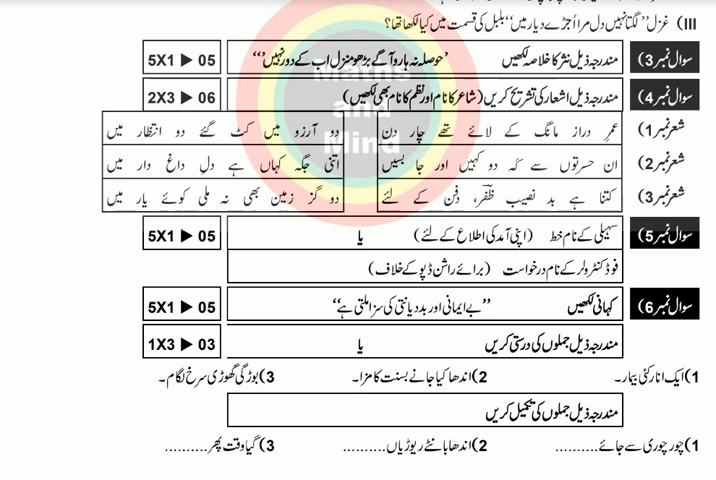 III) غزل ’’لگتا نہیں دل مرا اُجڑے دیار میں‘‘ بلبل کی قسمت میں کیا لکھا تھا؟
سوال نمبر 3) مندرجہ ذیل نثر کا خلاصہ لکھیں ’حوصلہ نہ ہارو آگے بڑھو منزل اب کے دور نہیں‘‘ 5X1 ▶ 05
سوال نمبر 4) مندرجہ ذیل اشعار کی تشریح کریں (شاعر کا نام اور نظم کا نام بھی لکھیں) 2X3 ▶ 06
شعر نمبر 1) عمر دراز مانگ کے لائے تھے چار دن دو آرزو میں کٹ گئے دو انتظار میں
شعر نمبر 2) ان حسرتوں سے کہ دو کہیں اور جا بسیں اتنی جگہ کہاں ہے دلِ داغ دار میں
شعر نمبر 3) کتنا ہے بد نصیب ظفؔر، دفن کے لئے دو گز زمین بھی نہ ملی کوئے یار میں
سوال نمبر 5) سہیلی کے نام خط (اپنی آمد کی اطلاع کے لئے) یا 5X1 ▶ 05
فوڈ کنٹرولر کے نام درخواست (برائے راشن ڈپو کے خلاف)
سوال نمبر 6) کہانی لکھیں ’’بے ایمانی اور بددیانتی کی سزا ملتی ہے‘‘ 5X1 ▶ 05
مندرجہ ذیل جملوں کی درستی کریں یا 1X3 ▶ 03
1) ایک انار کئی بیمار۔ 2) اندھا کیا جانے بسنت کا مزا۔ 3) بوڑگی گھوڑی سرخ لگام۔
مندرجہ ذیل جملوں کی تکمیل کریں
1) چور چوری سے جائے.......... 2) اندھا بانٹے ریوڑیاں.......... 3) گیا وقت پھر..........
Maths
and
Mind